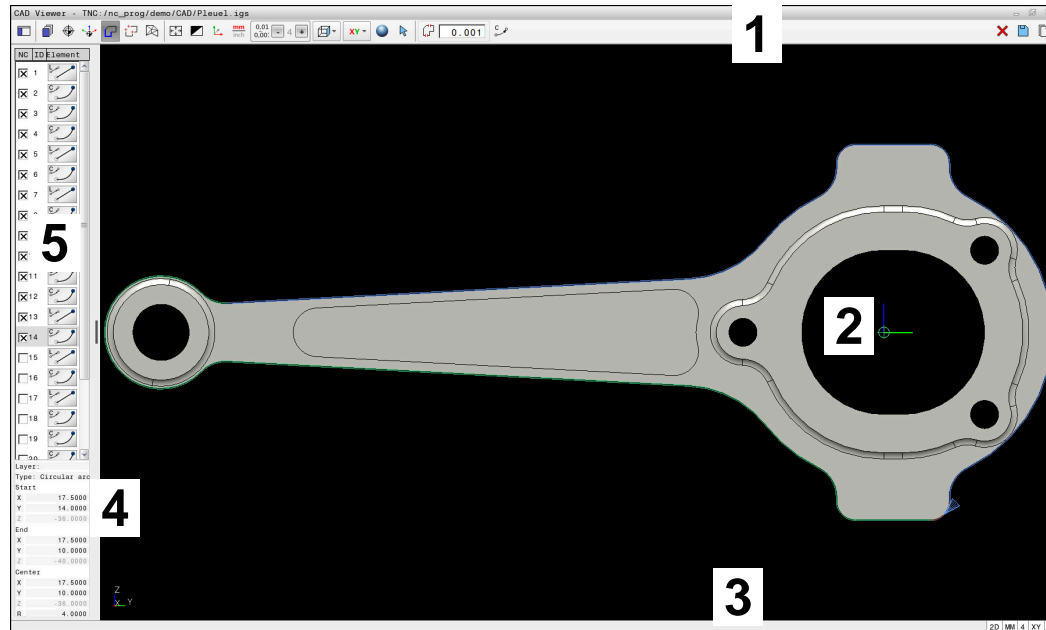 CAD Viewer - TNC:/nc_prog/demo/CAD/Pleuel.igs
mm
inch
0,01
4
XY
0.001
1
NC ID Element
1
2
3
4
5
6
7
5
11
12
13
14
15
16
17
18
19
20
2
Layer:
Type: Circular arc
Start
X 17.5000
Y 14.0000
Z -36.0000
End
X 17.5000
Y 10.0000
Z -40.0000
Center
X 17.5000
Y 10.0000
Z -36.0000
R 4.0000
4
Z
X Y
3
2D MM 4 XY